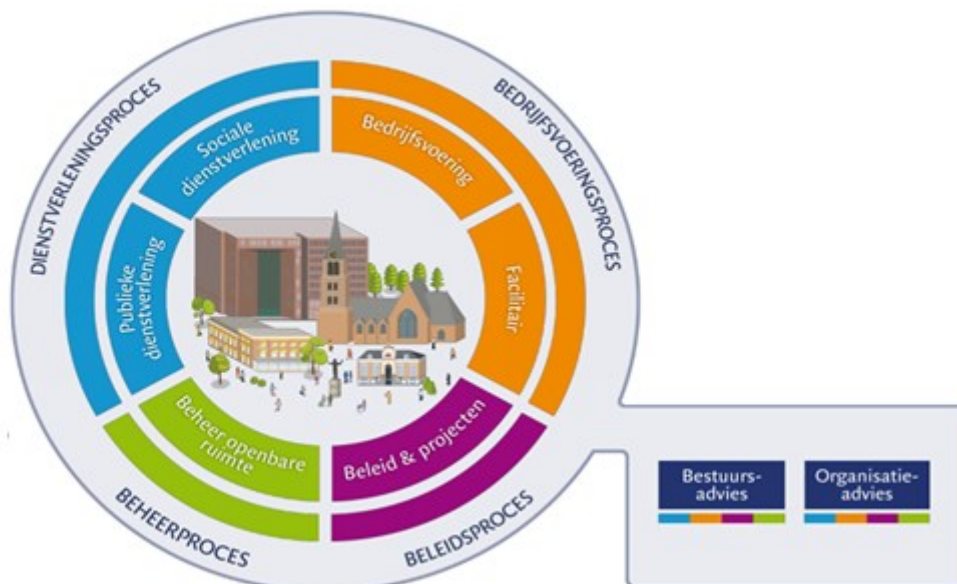 DIENSTVERLENINGSPROCES
BEDRIJFSVOERINGSPROCES
Sociale
dienstverlening
Bedrijfsvoering
Publieke
dienstverlening
Facilitair
Beheer openbare
ruimte
Beleid & projecten
BEHEERPROCES
BELEIDSPROCES
Bestuurs-
advies
Organisatie-
advies